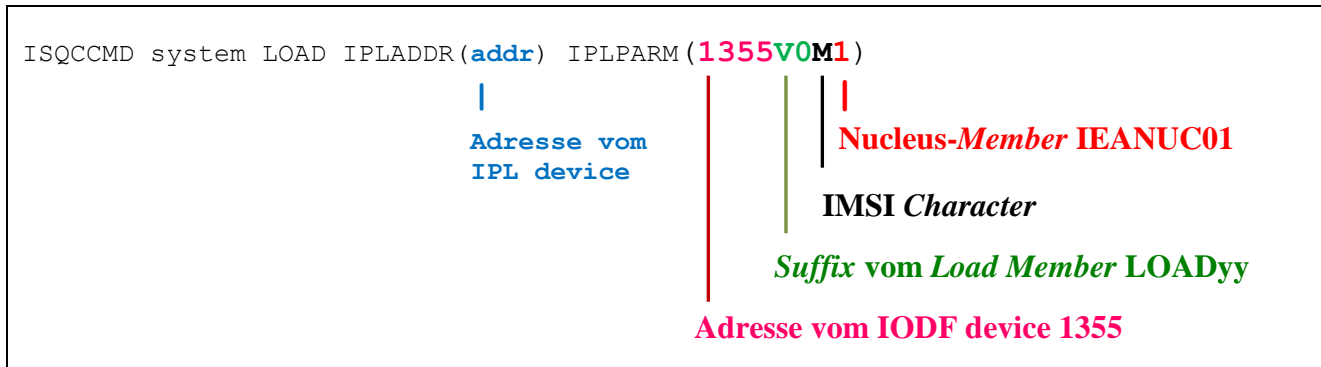 ISQCCMD system LOAD IPLADDR(addr) IPLPARM(1355V0M1)
Adresse vom
IPL device
Nucleus-Member IEANUC01
IMSI Character
Suffix vom Load Member LOADyy
Adresse vom IODF device 1355